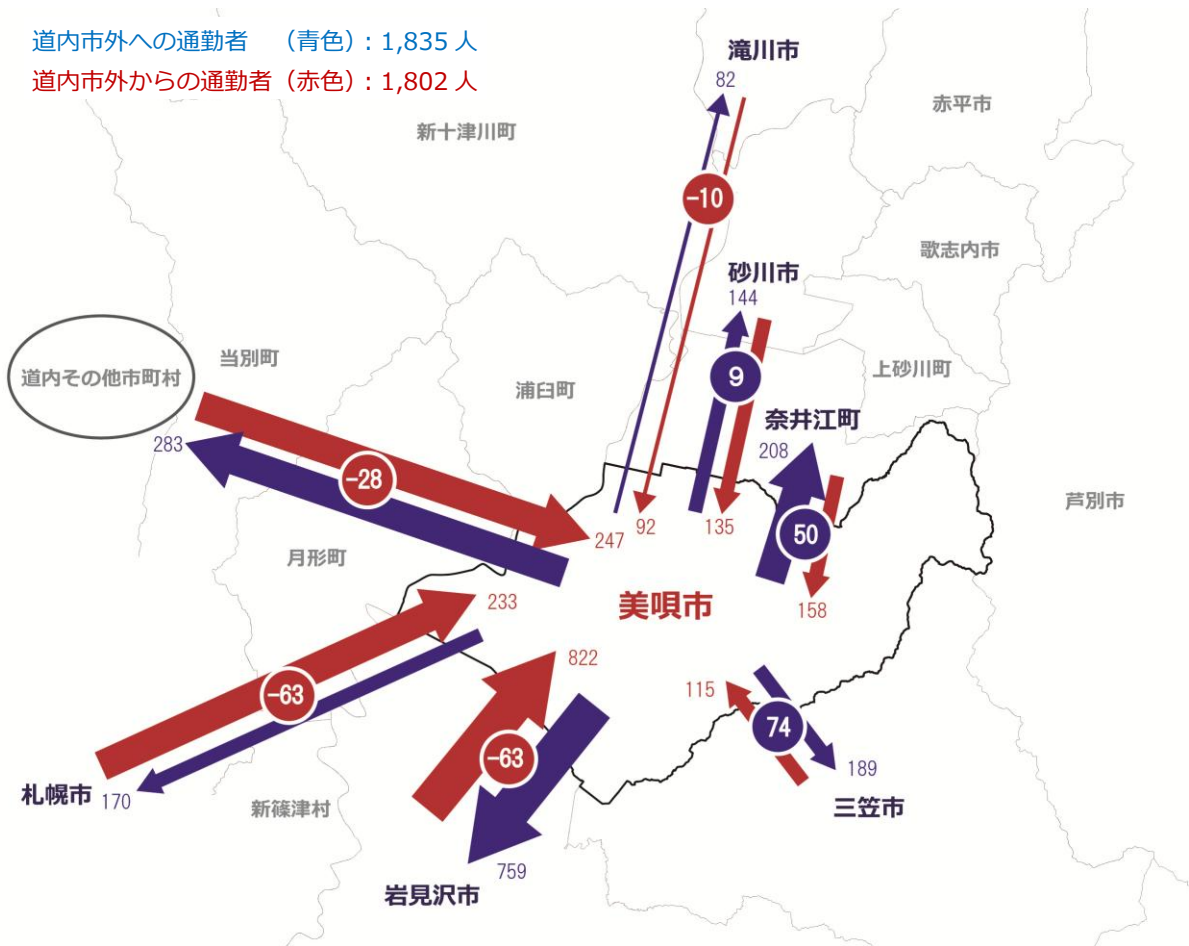 道内市外への通勤者 （青色）：1,835 人
道内市外からの通勤者（赤色）：1,802 人
滝川市
82
赤平市
新十津川町
-10
歌志内市
砂川市
144
道内その他市町村
当別町
浦臼町
9
上砂川町
奈井江町
283
208
-28
芦別市
247
92
135
50
月形町
233
美唄市
158
822
115
-63
74
-63
189
札幌市
170
新篠津村
三笠市
759
岩見沢市